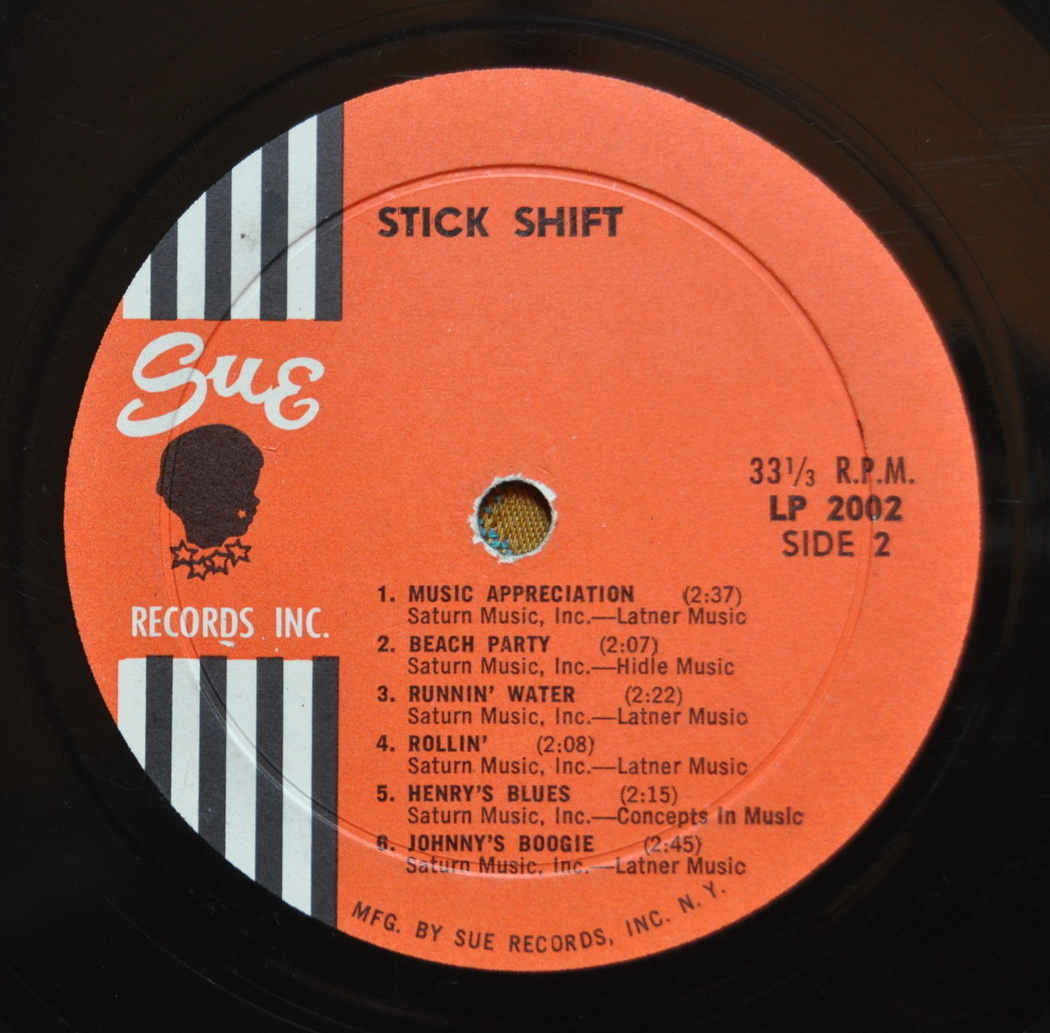 STICK SHIFT
Sue
RECORDS INC.
33 1/3 R.P.M.
LP 2002
SIDE 2
1. MUSIC APPRECIATION (2:37)
Saturn Music, Inc.—Latner Music
2. BEACH PARTY (2:07)
Saturn Music, Inc.—Hidle Music
3. RUNNIN' WATER (2:22)
Saturn Music, Inc.—Latner Music
4. ROLLIN' (2:08)
Saturn Music, Inc.—Latner Music
5. HENRY'S BLUES (2:15)
Saturn Music, Inc.—Concepts in Music
6. JOHNNY'S BOOGIE (2:45)
Saturn Music, Inc.—Latner Music
MFG. BY SUE RECORDS, INC. N. Y.